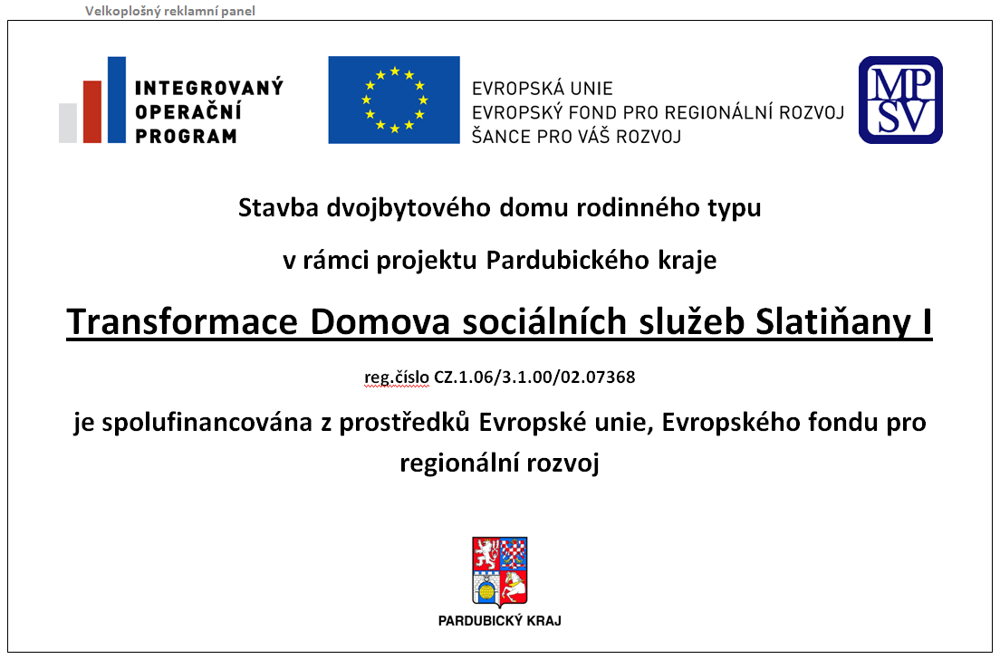 Velkoplošný reklamní panel
INTEGROVANÝ
OPERAČNÍ
PROGRAM
EVROPSKÁ UNIE
EVROPSKÝ FOND PRO REGIONÁLNÍ ROZVOJ
ŠANCE PRO VÁŠ ROZVOJ
MP
SV
Stavba dvojbytového domu rodinného typu
v rámci projektu Pardubického kraje
Transformace Domova sociálních služeb Slatiňany I
reg.číslo CZ.1.06/3.1.00/02.07368
je spolufinancována z prostředků Evropské unie, Evropského fondu pro
regionální rozvoj
PARDUBICKÝ KRAJ